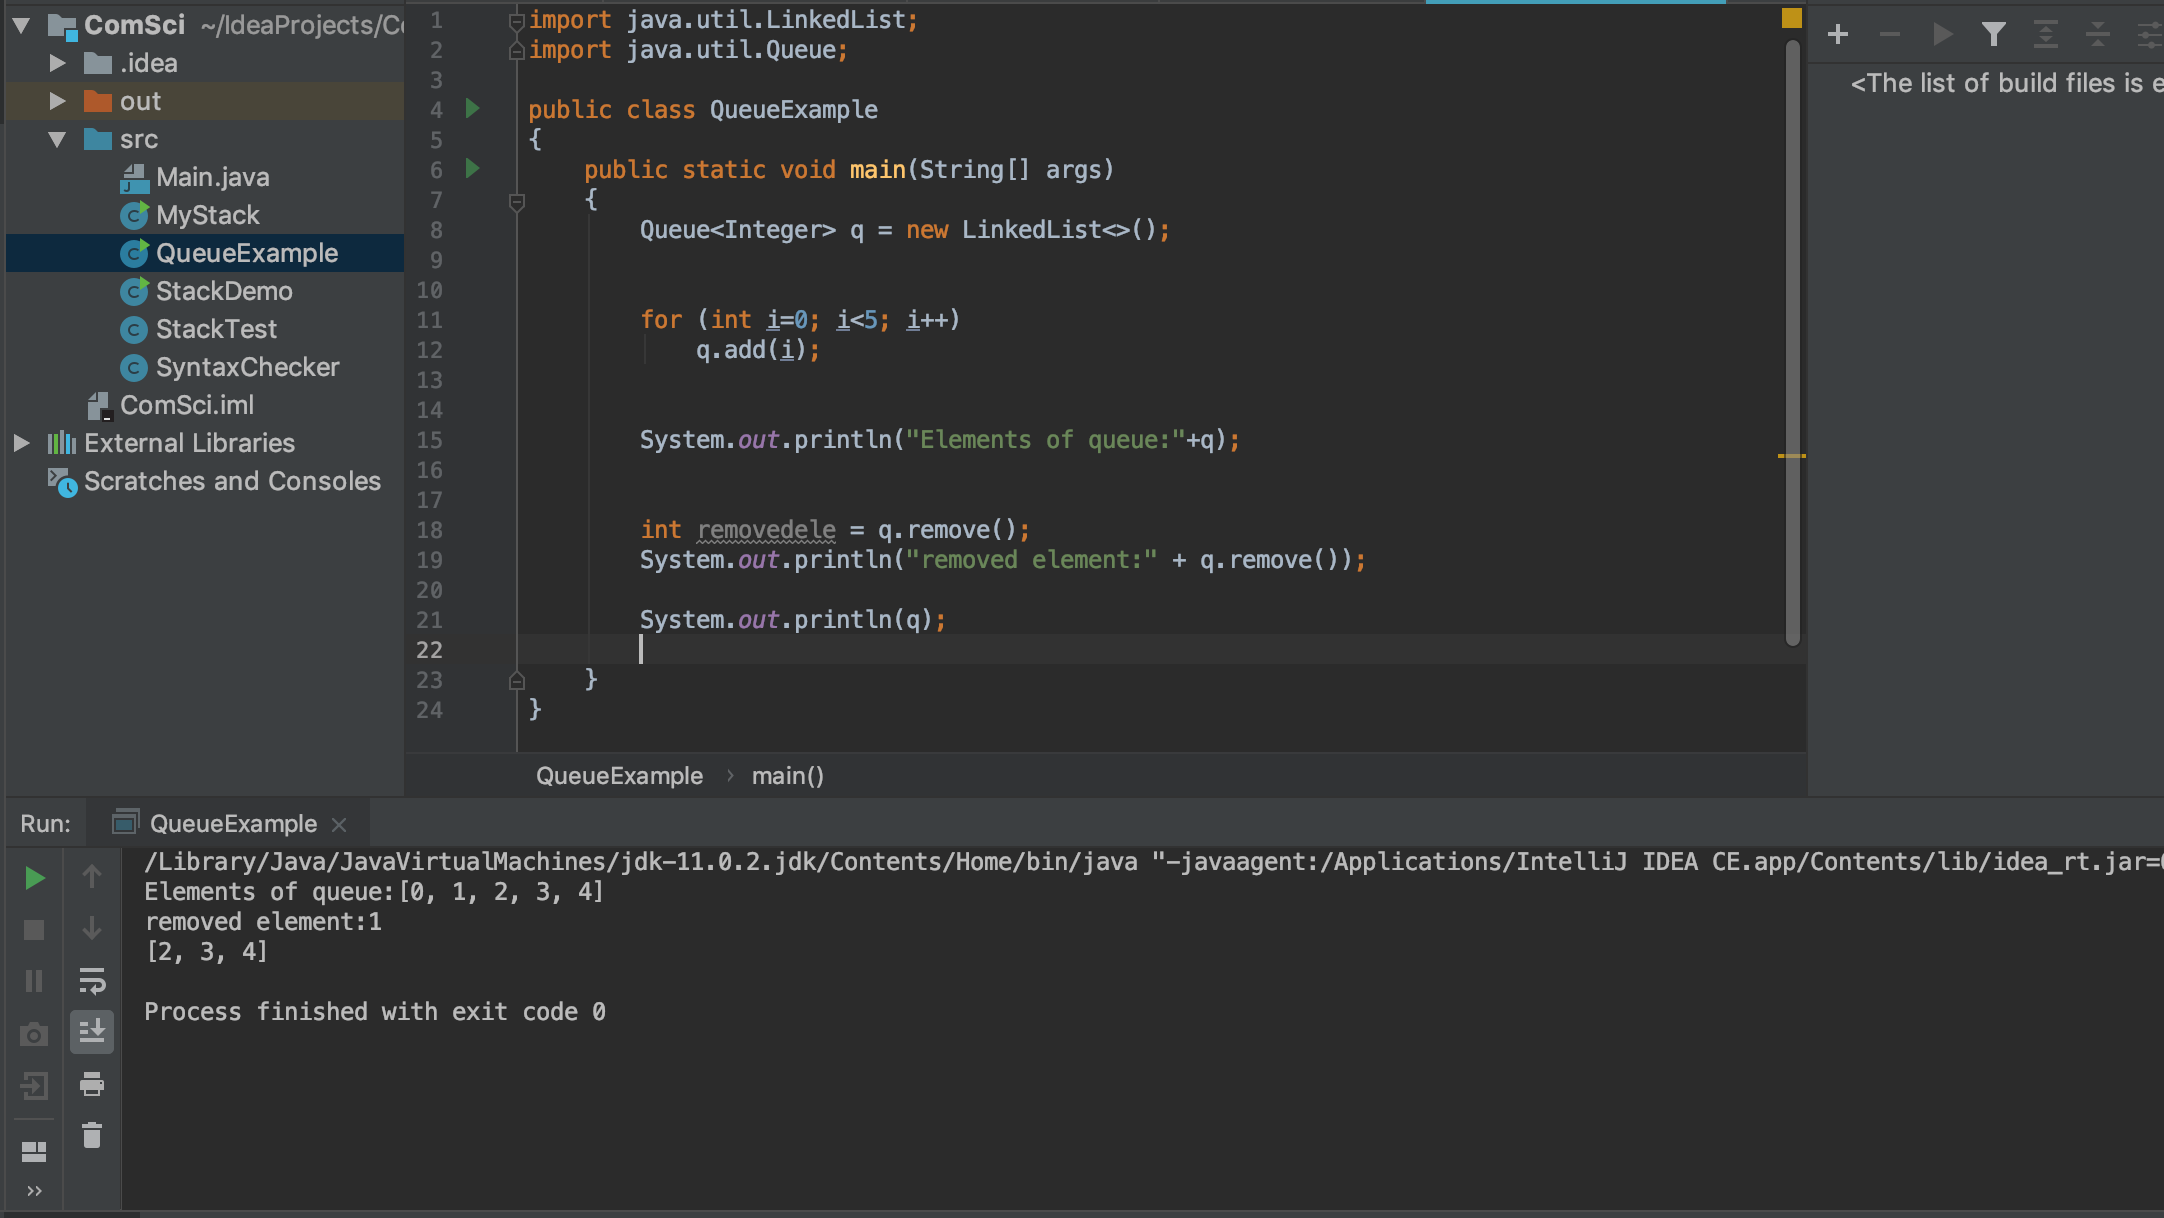 ComSci ~/IdeaProjects/Co
.idea
out
src
Main.java
MyStack
QueueExample
StackDemo
StackTest
SyntaxChecker
ComSci.iml
External Libraries
Scratches and Consoles
1 import java.util.LinkedList;
2 import java.util.Queue;
3
4 public class QueueExample
5 {
6 public static void main(String[] args)
7 {
8 Queue<Integer> q = new LinkedList<>();
9
10
11 for (int i=0; i<5; i++)
12 q.add(i);
13
14
15 System.out.println("Elements of queue:"+q);
16
17
18 int removedele = q.remove();
19 System.out.println("removed element:" + q.remove());
20
21 System.out.println(q);
22
23 }
24 }
QueueExample › main()
<The list of build files is e
Run: QueueExample
/Library/Java/JavaVirtualMachines/jdk-11.0.2.jdk/Contents/Home/bin/java "-javaagent:/Applications/IntelliJ IDEA CE.app/Contents/lib/idea_rt.jar=
Elements of queue:[0, 1, 2, 3, 4]
removed element:1
[2, 3, 4]
Process finished with exit code 0